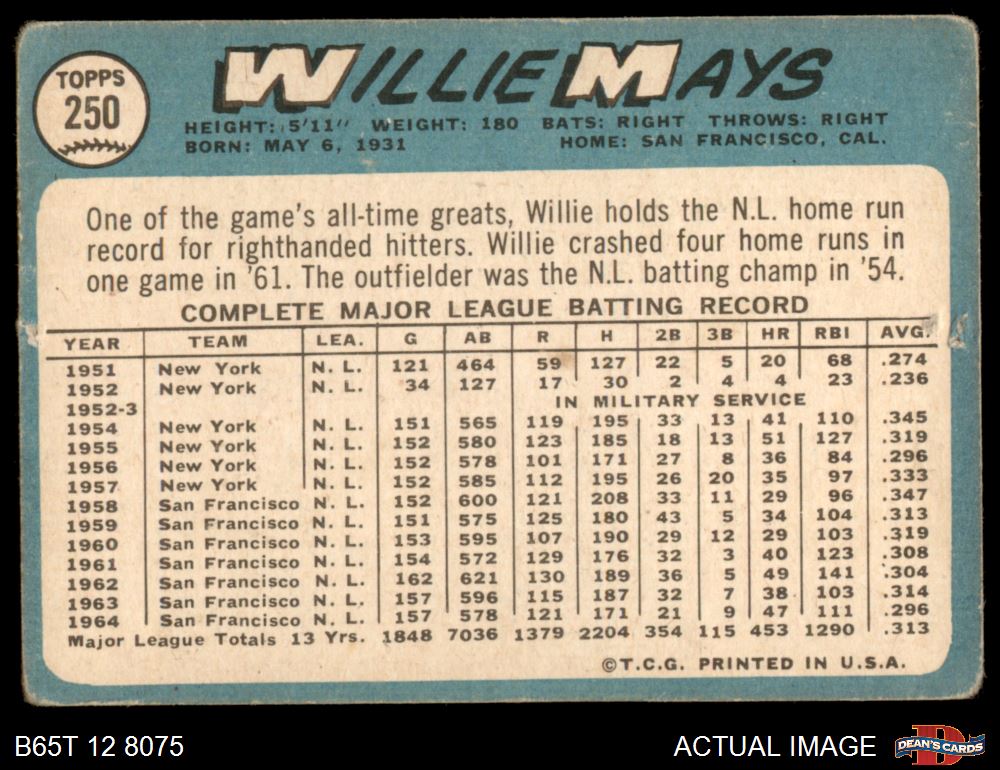 TOPPS
250
WILLIE MAYS
HEIGHT: 5'11" WEIGHT: 180 BATS: RIGHT THROWS: RIGHT
BORN: MAY 6, 1931 HOME: SAN FRANCISCO, CAL.
One of the game's all-time greats, Willie holds the N.L. home run
record for righthanded hitters. Willie crashed four home runs in
one game in '61. The outfielder was the N.L. batting champ in '54.
COMPLETE MAJOR LEAGUE BATTING RECORD
YEAR TEAM LEA. G AB R H 2B 3B HR RBI AVG.
1951 New York N. L. 121 464 59 127 22 5 20 68 .274
1952 New York N. L. 34 127 17 30 2 4 4 23 .236
1952-3 IN MILITARY SERVICE
1954 New York N. L. 151 565 119 195 33 13 41 110 .345
1955 New York N. L. 152 580 123 185 18 13 51 127 .319
1956 New York N. L. 152 578 101 171 27 8 36 84 .296
1957 New York N. L. 152 585 112 195 26 20 35 97 .333
1958 San Francisco N. L. 152 600 121 208 33 11 29 96 .347
1959 San Francisco N. L. 151 575 125 180 43 5 34 104 .313
1960 San Francisco N. L. 153 595 107 190 29 12 29 103 .319
1961 San Francisco N. L. 154 572 129 176 32 3 40 123 .308
1962 San Francisco N. L. 162 621 130 189 36 5 49 141 .304
1963 San Francisco N. L. 157 596 115 187 32 7 38 103 .314
1964 San Francisco N. L. 157 578 121 171 21 9 47 111 .296
Major League Totals 13 Yrs. 1848 7036 1379 2204 354 115 453 1290 .313
©T.C.G. PRINTED IN U.S.A.
B65T 12 8075 ACTUAL IMAGE DEAN'S CARDS